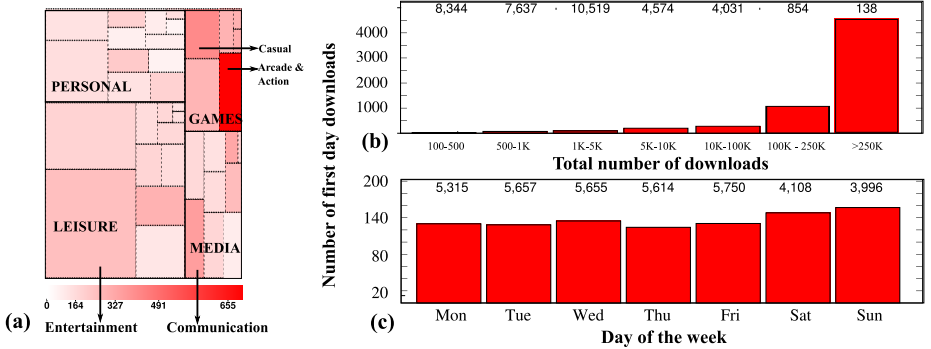 Casual
Arcade &
Action
PERSONAL
GAMES
LEISURE
MEDIA
0 164 327 491 655
(a) Entertainment Communication
Number of first day downloads
8,344 7,637 10,519 4,574 4,031 854 138
4000
3000
2000
1000
100-500 500-1K 1K-5K 5K-10K 10K-100K 100K - 250K >250K
(b) Total number of downloads
200
140
80
20
5,315 5,657 5,655 5,614 5,750 4,108 3,996
Mon Tue Wed Thu Fri Sat Sun
(c) Day of the week